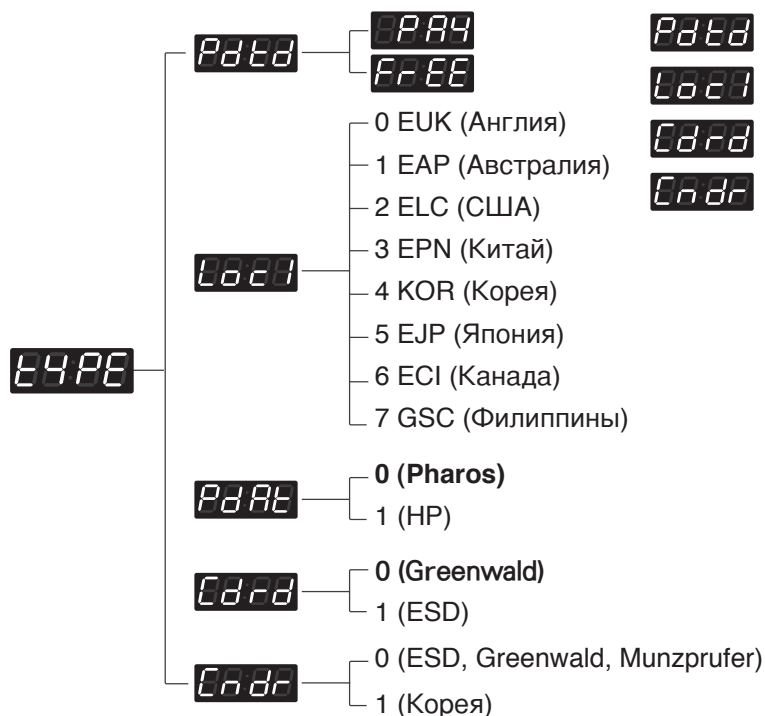 Pdtd PAY Pdtd
FrEE
Locl
0 EUK (Англия)
Cdrd
1 EAP (Австралия)
Cndr
2 ELC (США)
3 EPN (Китай)
Locl
4 KOR (Корея)
5 EJP (Япония)
tYPE
6 ECI (Канада)
7 GSC (Филиппины)
0 (Pharos)
PdAt
1 (HP)
0 (Greenwald)
Cdrd
1 (ESD)
0 (ESD, Greenwald, Munzprufer)
Cndr
1 (Корея)